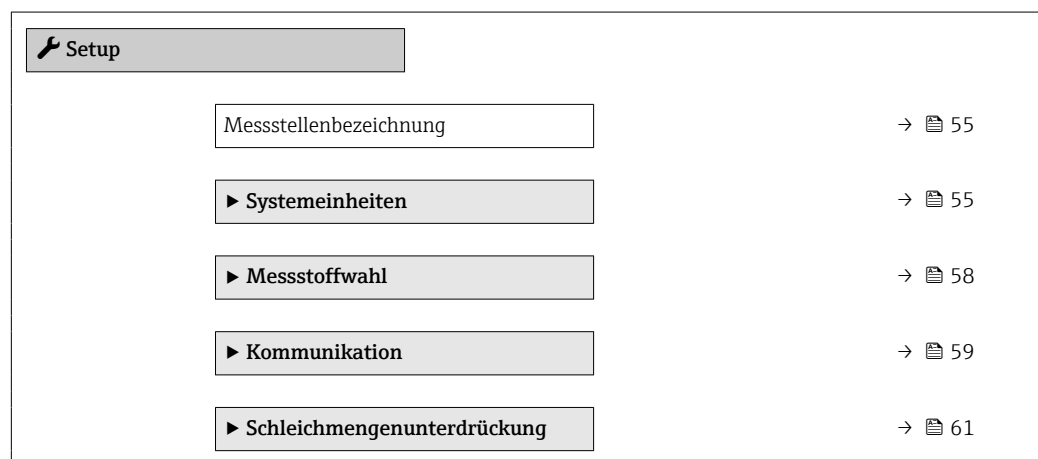 Setup
Messstellenbezeichnung → 55
▶ Systemeinheiten → 55
▶ Messstoffwahl → 58
▶ Kommunikation → 59
▶ Schleichmengenunterdrückung → 61